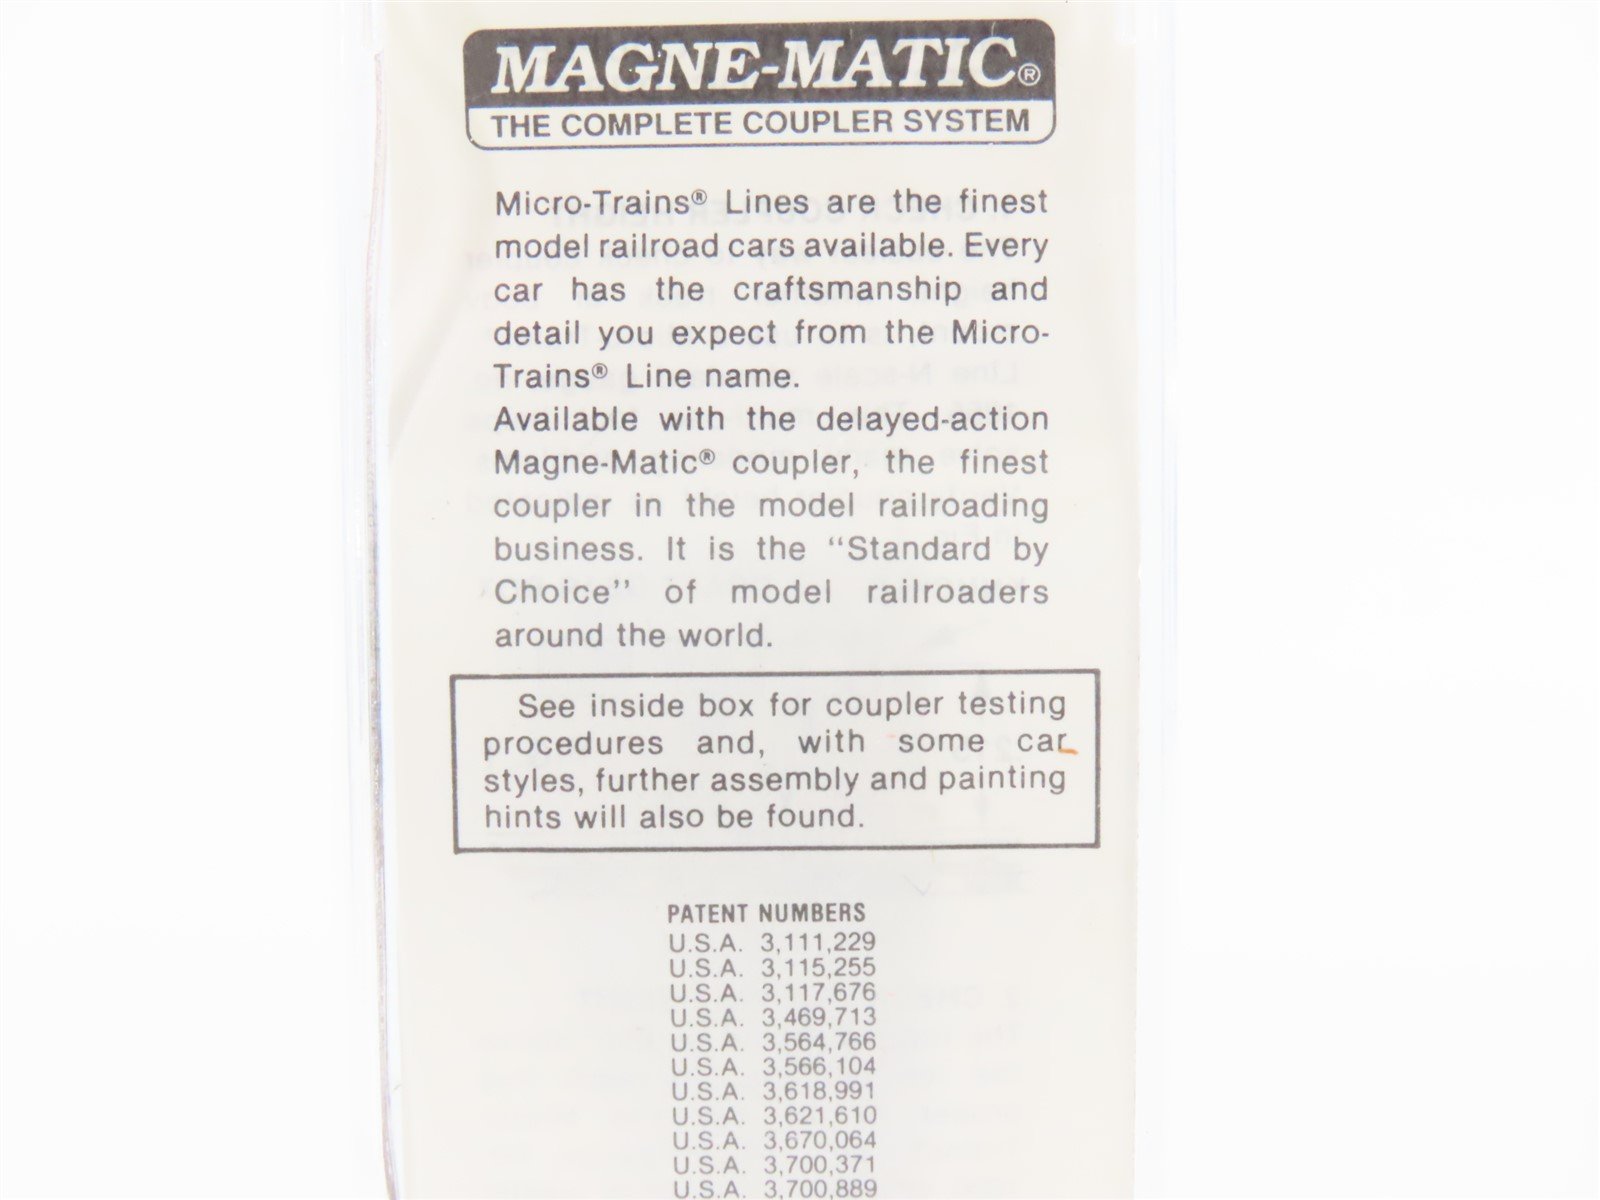 MAGNE-MATIC®
THE COMPLETE COUPLER SYSTEM
Micro-Trains® Lines are the finest
model railroad cars available. Every
car has the craftsmanship and
detail you expect from the Micro-
Trains® Line name.
Available with the delayed-action
Magne-Matic® coupler, the finest
coupler in the model railroading
business. It is the “Standard by
Choice” of model railroaders
around the world.
See inside box for coupler testing
procedures and, with some car
styles, further assembly and painting
hints will also be found.
PATENT NUMBERS
U.S.A. 3,111,229
U.S.A. 3,115,255
U.S.A. 3,117,676
U.S.A. 3,469,713
U.S.A. 3,564,766
U.S.A. 3,566,104
U.S.A. 3,618,991
U.S.A. 3,621,610
U.S.A. 3,670,064
U.S.A. 3,700,371
U.S.A. 3,700,889